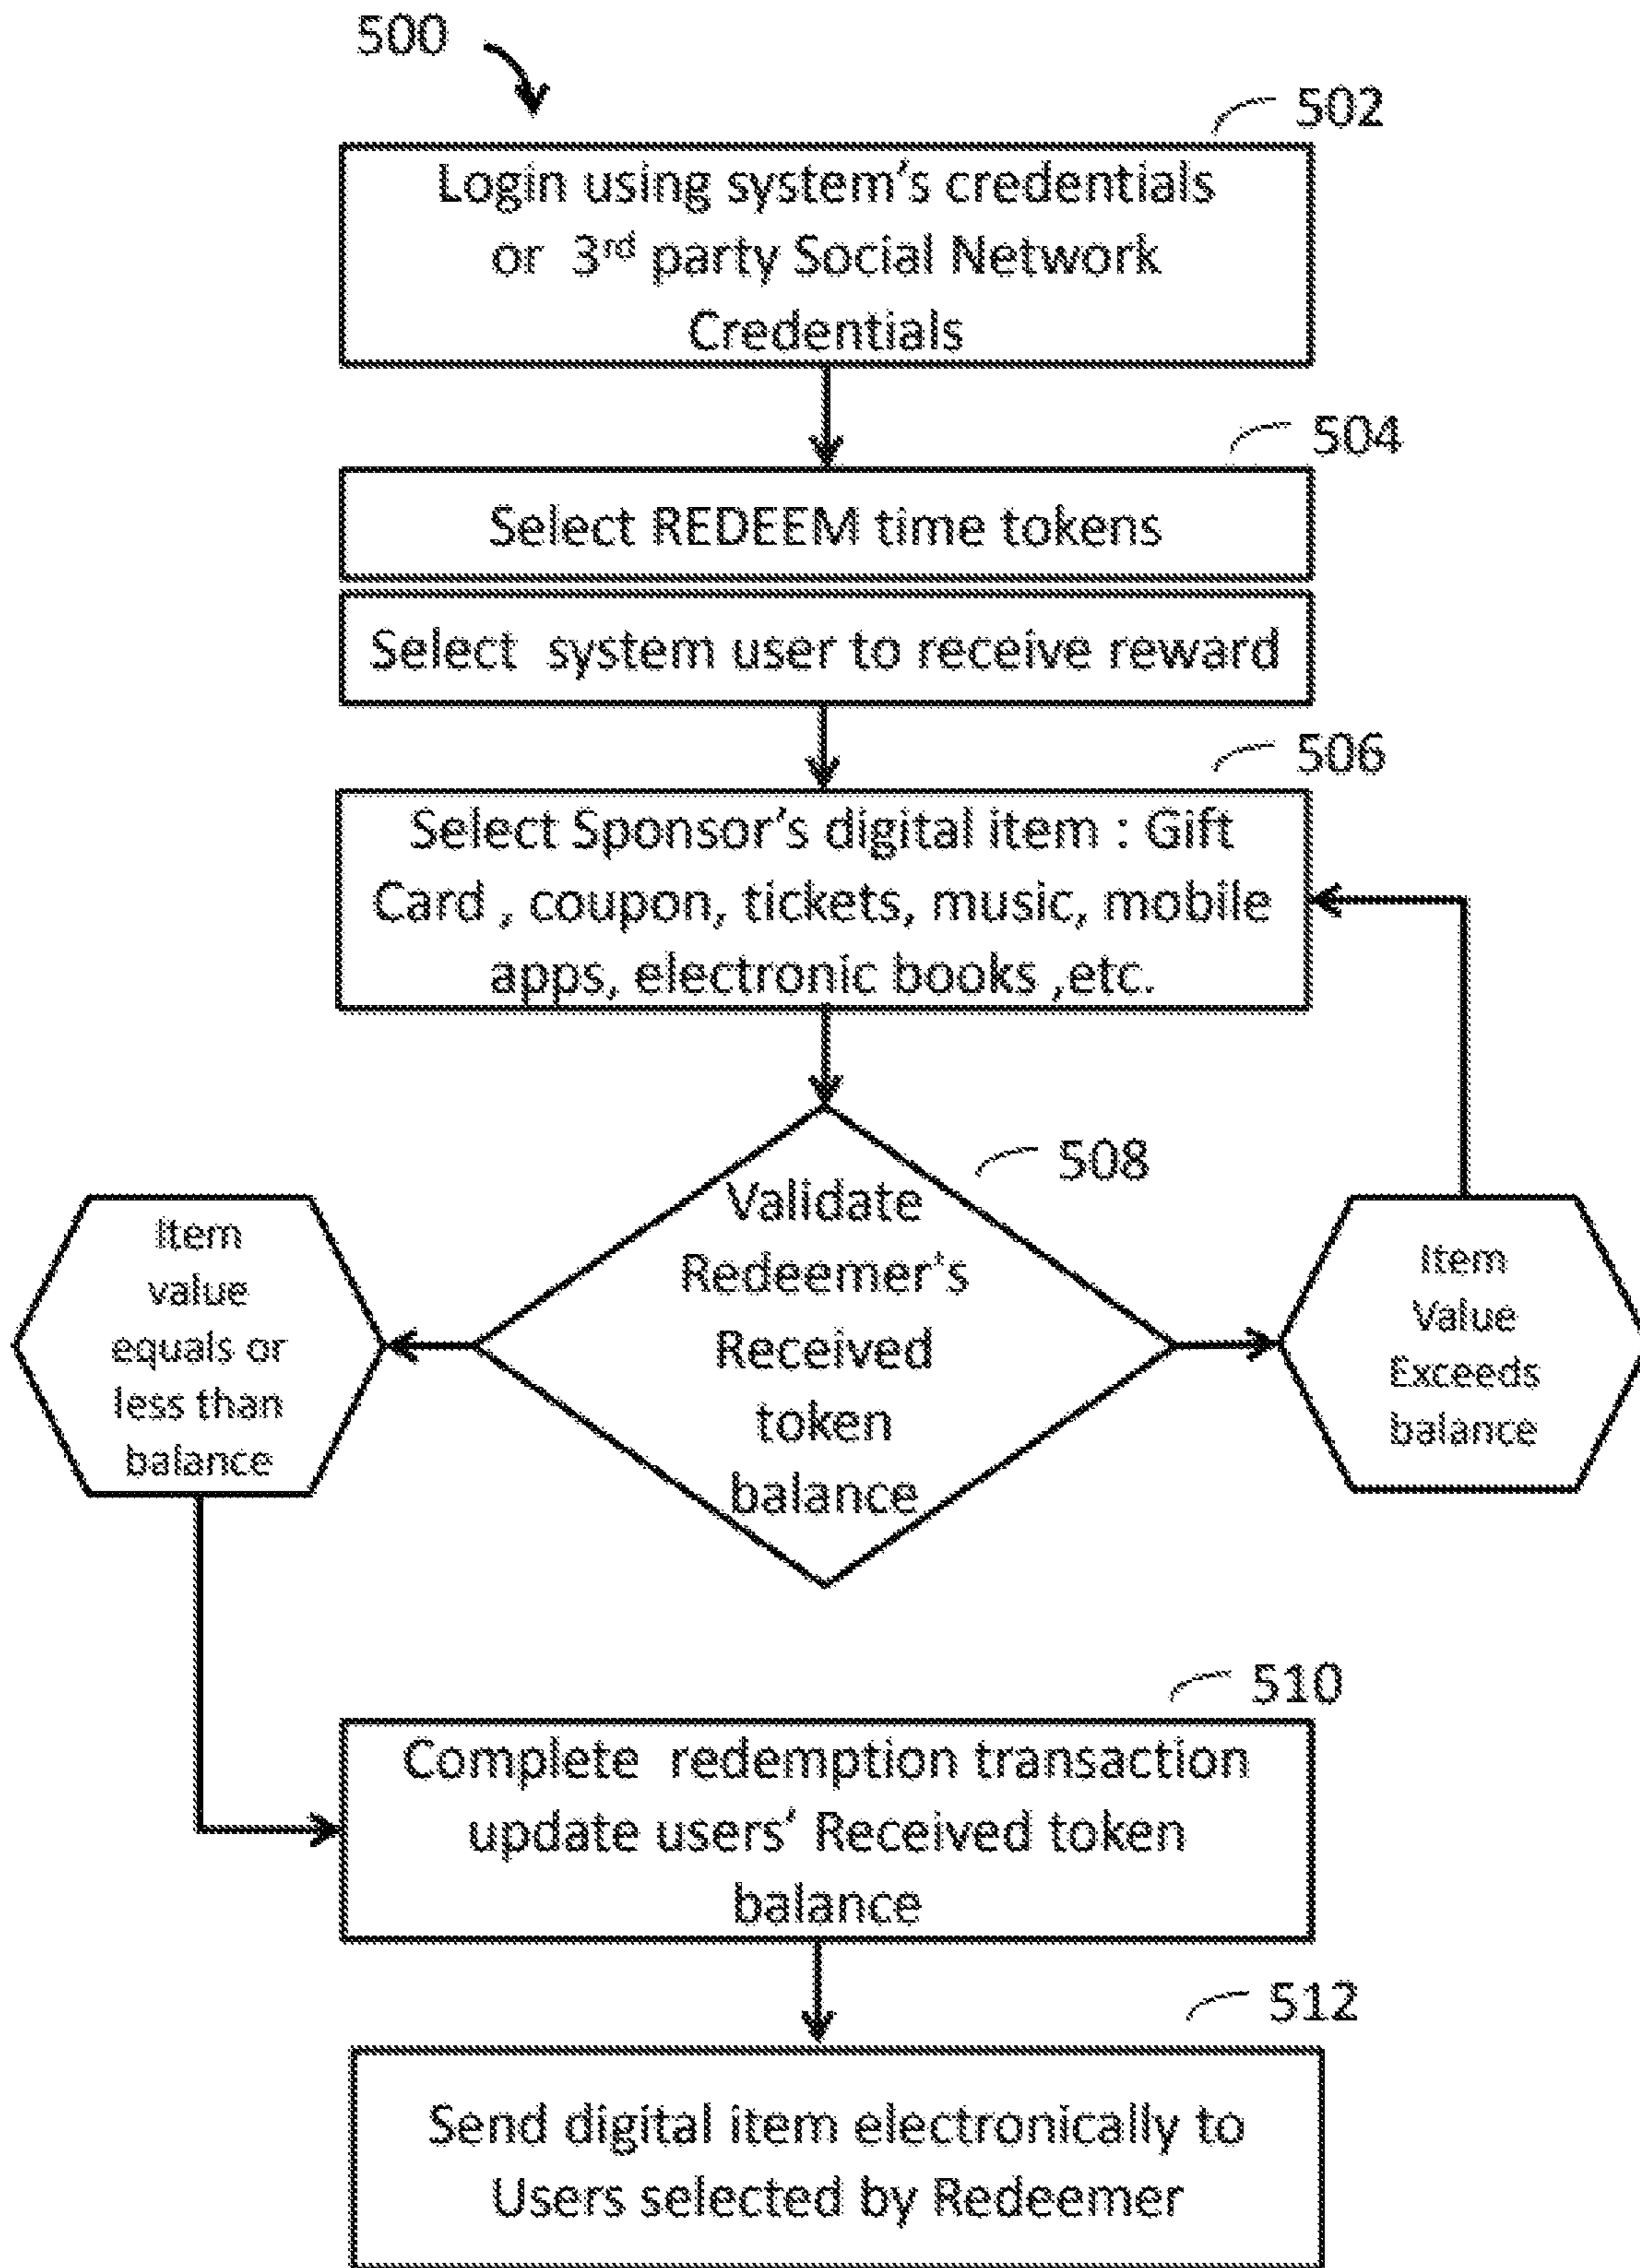 500
502
Login using system's credentials
or 3rd party Social Network
Credentials
504
Select REDEEM time tokens
Select system user to receive reward
506
Select Sponsor's digital item : Gift
Card , coupon, tickets, music, mobile
apps, electronic books ,etc.
508
Validate
Redeemer's
Received
token
balance
Item
value
equals or
less than
balance
Item
Value
Exceeds
balance
510
Complete redemption transaction
update users' Received token
balance
512
Send digital item electronically to
Users selected by Redeemer